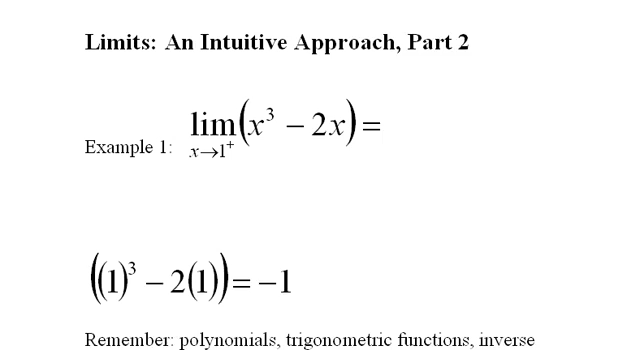 Limits: An Intuitive Approach, Part 2
Example 1: lim x→1⁺ (x³ − 2x) =
((1)³ − 2(1)) = −1
Remember: polynomials, trigonometric functions, inverse